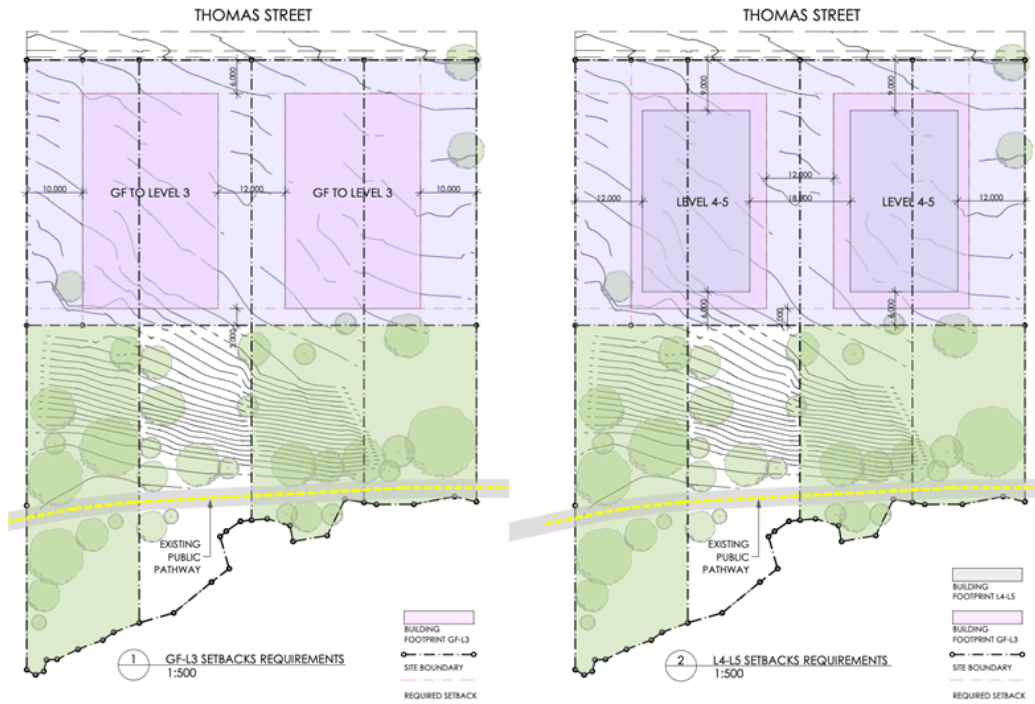 THOMAS STREET
6.000
10.000
GF TO LEVEL 3
12.000
GF TO LEVEL 3
10.000
3.000
EXISTING
PUBLIC
PATHWAY
BUILDING
FOOTPRINT GF-L3
SITE BOUNDARY
REQUIRED SETBACK
1
GF-L3 SETBACKS REQUIREMENTS
1:500
THOMAS STREET
9.000
9.000
12.000
12.000
LEVEL 4-5
18.000
LEVEL 4-5
12.000
6.000
3.000
6.000
EXISTING
PUBLIC
PATHWAY
BUILDING
FOOTPRINT L4-L5
BUILDING
FOOTPRINT GF-L3
SITE BOUNDARY
REQUIRED SETBACK
2
L4-L5 SETBACKS REQUIREMENTS
1:500